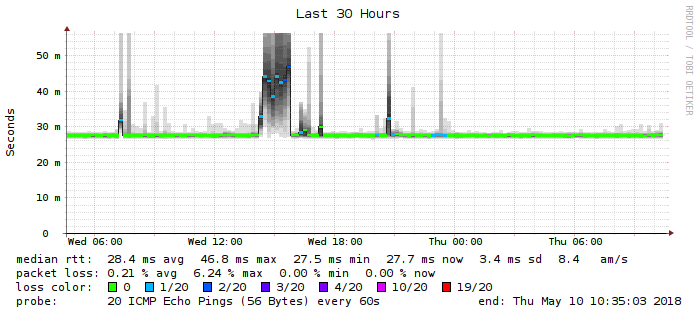 Last 30 Hours
RRDTOOL / TOBI OETIKER
Seconds
50 m
40 m
30 m
20 m
10 m
0
Wed 06:00 Wed 12:00 Wed 18:00 Thu 00:00 Thu 06:00
median rtt: 28.4 ms avg 46.8 ms max 27.5 ms min 27.7 ms now 3.4 ms sd 8.4 am/s
packet loss: 0.21 % avg 6.24 % max 0.00 % min 0.00 % now
loss color: 0 1/20 2/20 3/20 4/20 10/20 19/20
probe: 20 ICMP Echo Pings (56 Bytes) every 60s end: Thu May 10 10:35:03 2018